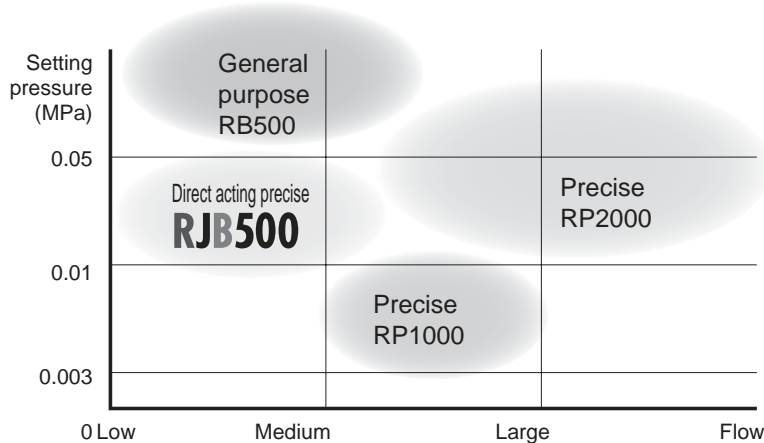 Setting
pressure
(MPa)
General
purpose
RB500
0.05
Direct acting precise
RJB500
Precise
RP2000
0.01
Precise
RP1000
0.003
0 Low
Medium
Large
Flow